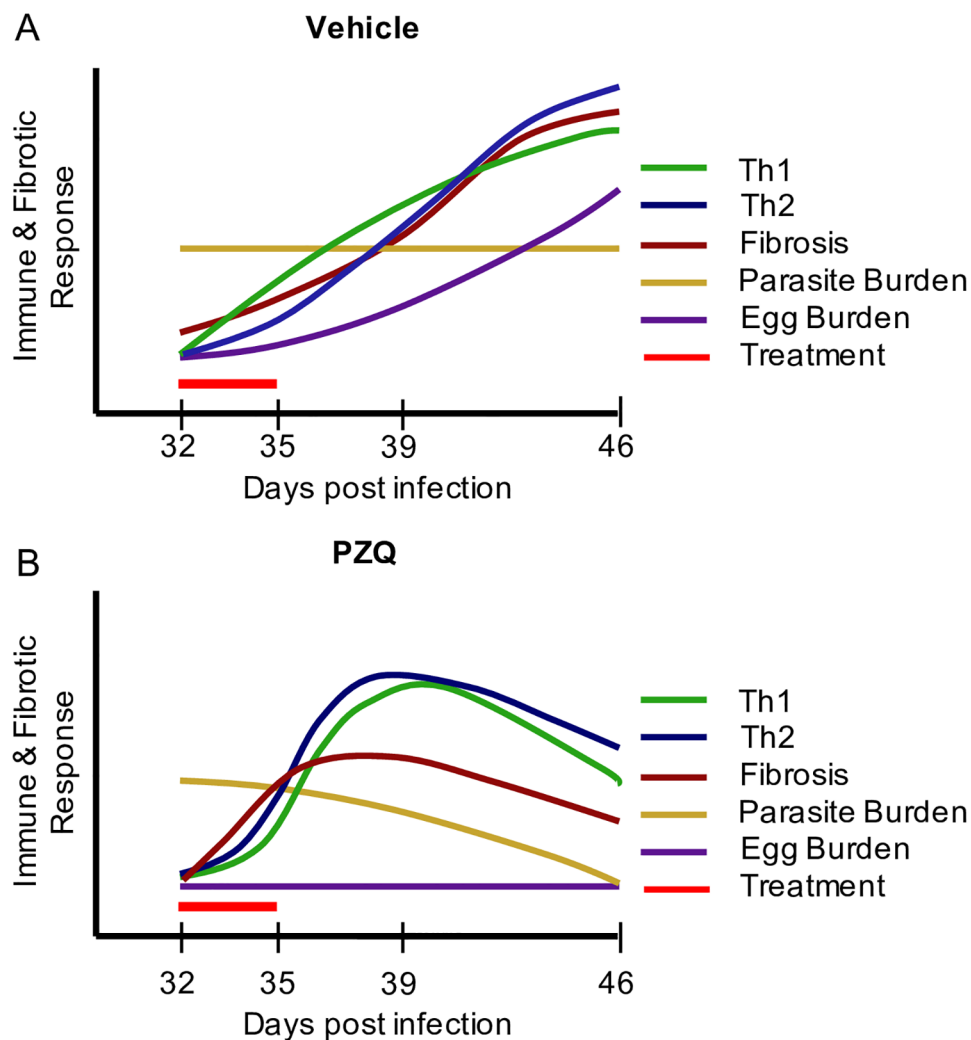 A
Vehicle
Immune & Fibrotic
Response
Th1
Th2
Fibrosis
Parasite Burden
Egg Burden
Treatment
32 35 39 46
Days post infection
B
PZQ
Immune & Fibrotic
Response
Th1
Th2
Fibrosis
Parasite Burden
Egg Burden
Treatment
32 35 39 46
Days post infection